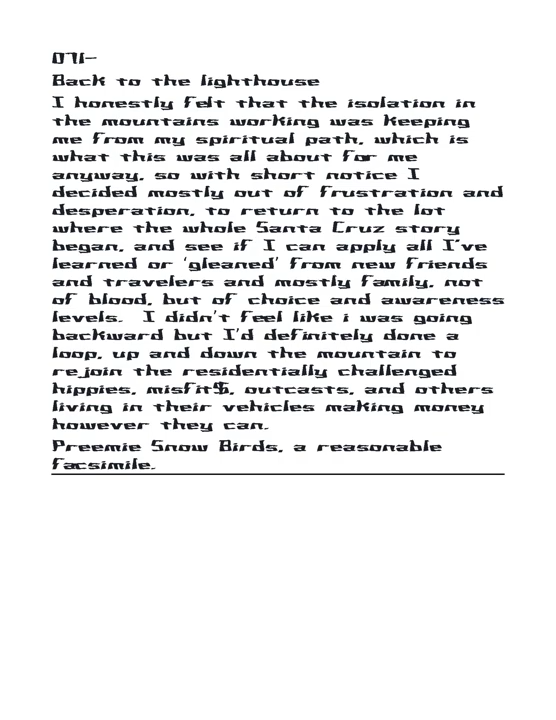 071-
Back to the lighthouse
I honestly felt that the isolation in
the mountains working was keeping
me from my spiritual path, which is
what this was all about for me
anyway, so with short notice I
decided mostly out of frustration and
desperation, to return to the lot
where the whole Santa Cruz story
began, and see if I can apply all I've
learned or 'gleaned' from new friends
and travelers and mostly family, not
of blood, but of choice and awareness
levels.  I didn't feel like i was going
backward but I'd definitely done a
loop, up and down the mountain to
rejoin the residentially challenged
hippies, misfit$, outcasts, and others
living in their vehicles making money
however they can.
Preemie Snow Birds, a reasonable
facsimile.